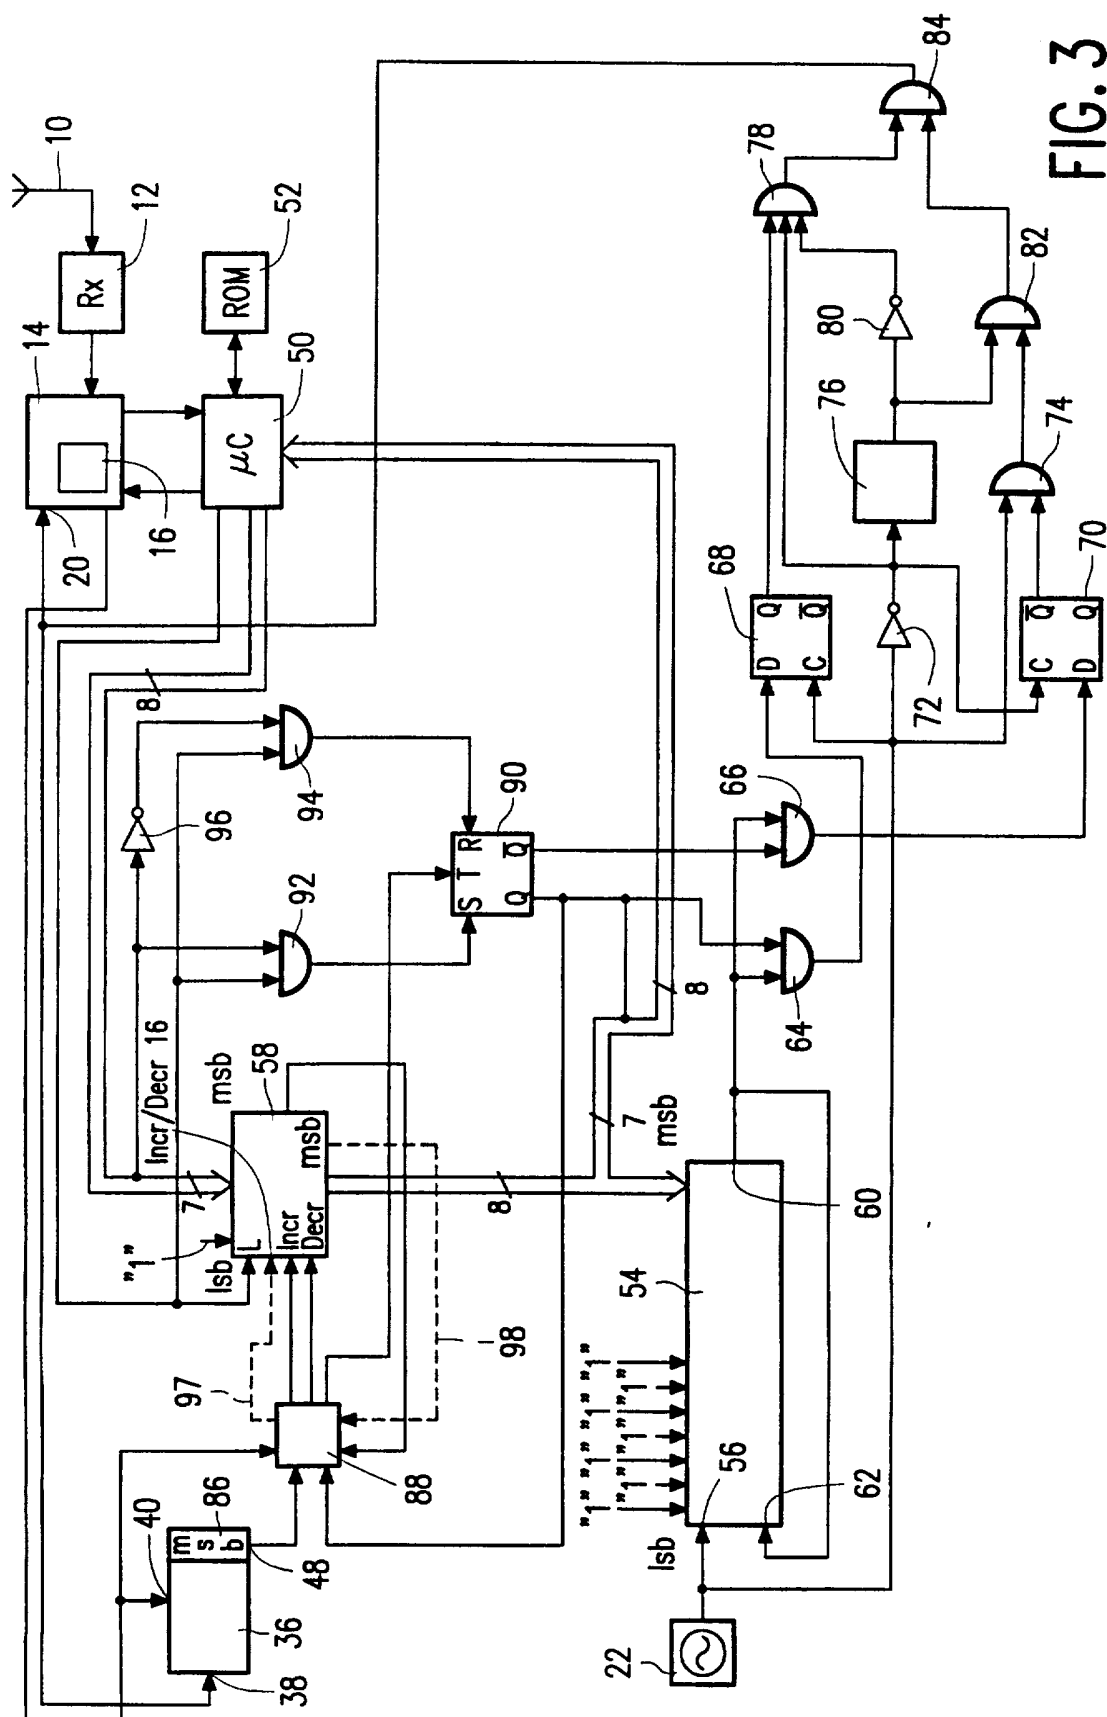 10
12
Rx
52
ROM
14
50
µC
16
20
8
96
94
92
90
S
T
R
Q
Q̅
Incr/Decr 16
msb
58
7
"1"
lsb
L
Incr
Decr
msb
8
98
97
88
40
86
m
s
b
48
36
38
7
msb
8
54
60
"1"
"1"
"1"
"1"
"1"
"1"
"1"
56
62
lsb
22
64
66
68
D
Q
C
Q̅
72
70
C
Q̅
D
Q
74
76
80
78
82
84
FIG. 3